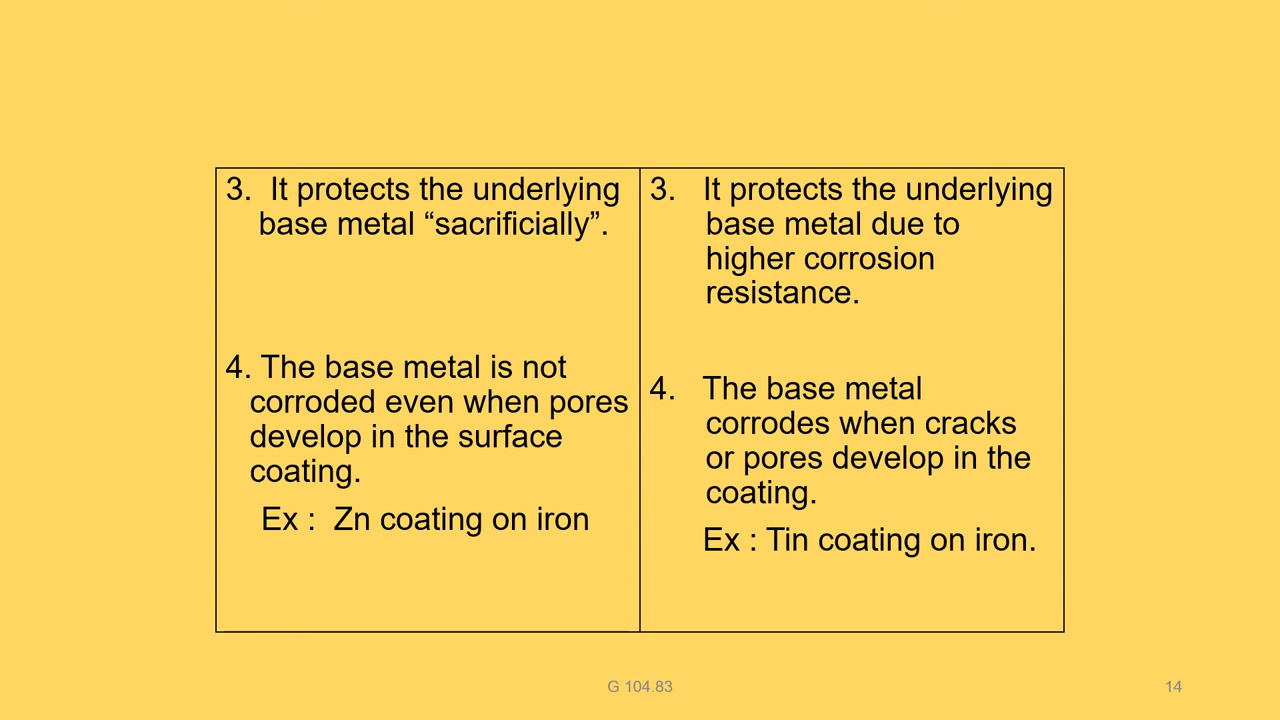 3.  It protects the underlying
base metal “sacrificially”.
4. The base metal is not
corroded even when pores
develop in the surface
coating.
Ex :  Zn coating on iron
3.   It protects the underlying
base metal due to
higher corrosion
resistance.
4.   The base metal
corrodes when cracks
or pores develop in the
coating.
Ex : Tin coating on iron.
G 104.83
14